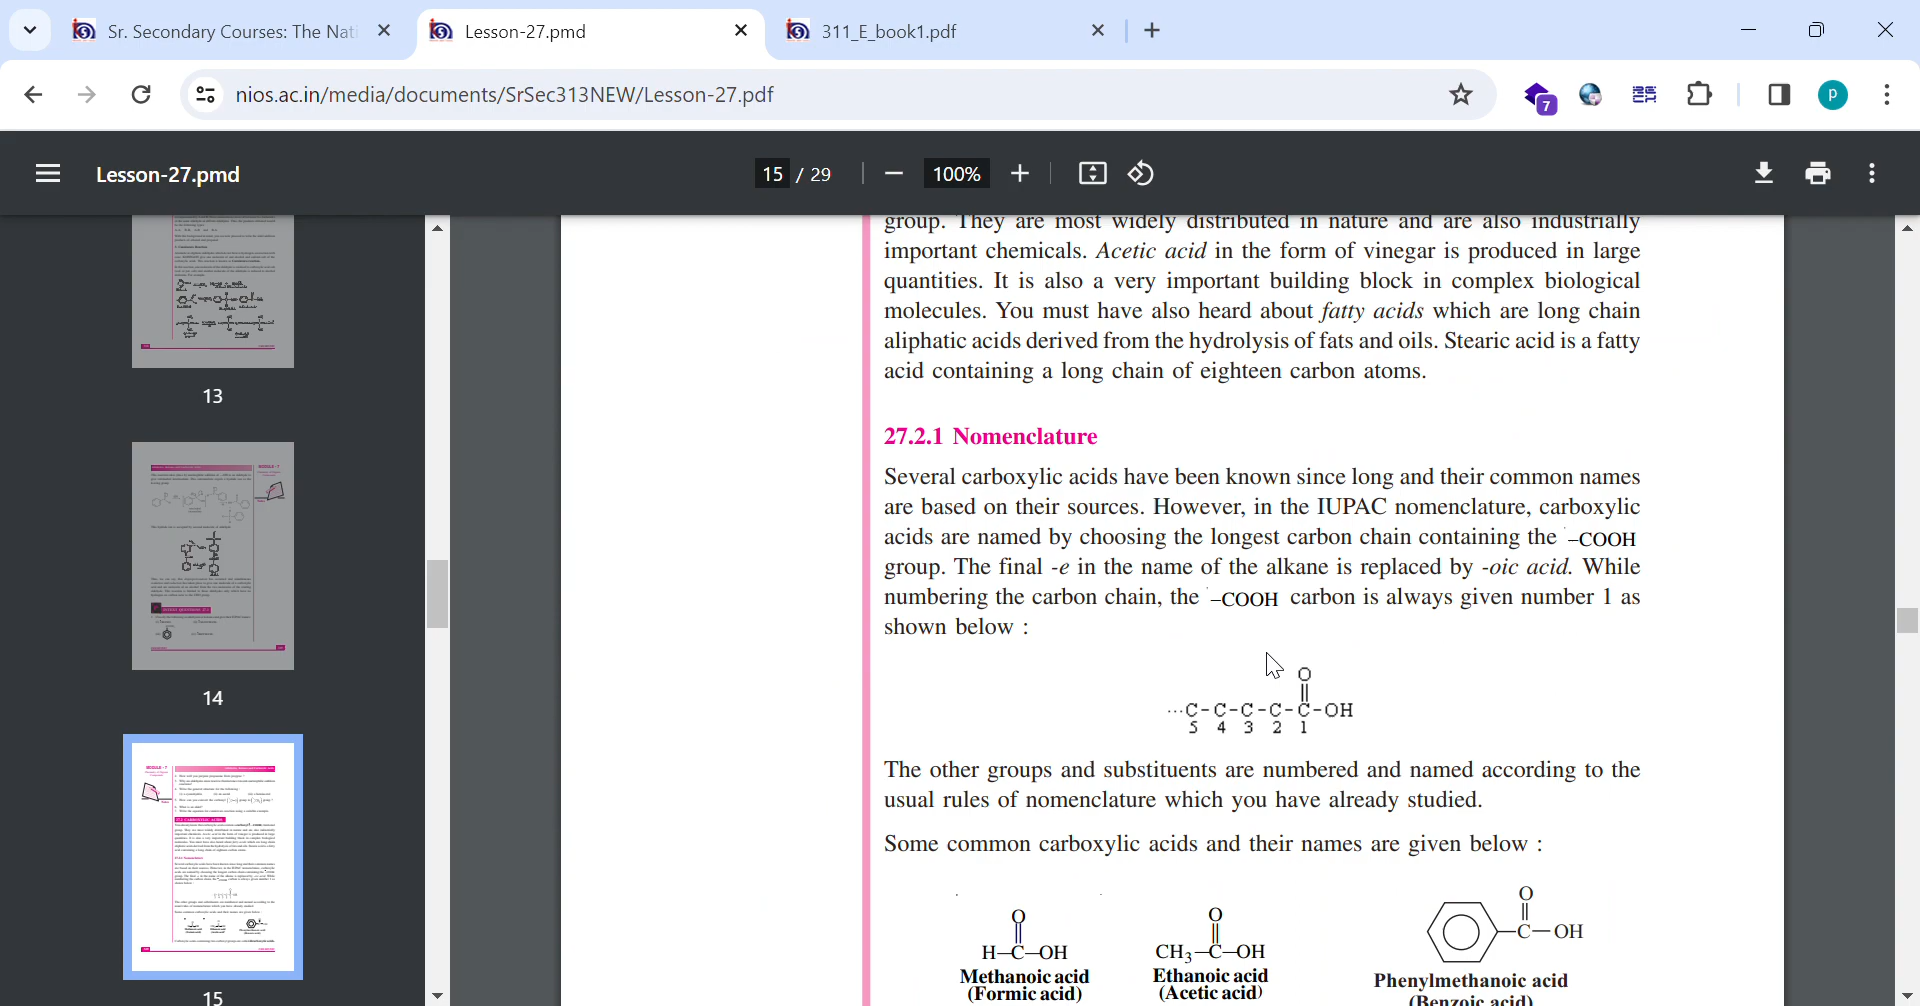 Sr. Secondary Courses: The Nati
Lesson-27.pmd
311_E_book1.pdf
nios.ac.in/media/documents/SrSec313NEW/Lesson-27.pdf
7
P
Lesson-27.pmd
15 / 29
100%
13
14
15
group. They are most widely distributed in nature and are also industrially
important chemicals. Acetic acid in the form of vinegar is produced in large
quantities. It is also a very important building block in complex biological
molecules. You must have also heard about fatty acids which are long chain
aliphatic acids derived from the hydrolysis of fats and oils. Stearic acid is a fatty
acid containing a long chain of eighteen carbon atoms.
27.2.1 Nomenclature
Several carboxylic acids have been known since long and their common names
are based on their sources. However, in the IUPAC nomenclature, carboxylic
acids are named by choosing the longest carbon chain containing the –COOH
group. The final -e in the name of the alkane is replaced by -oic acid. While
numbering the carbon chain, the –COOH carbon is always given number 1 as
shown below :
O
···C-C-C-C-C-OH
5 4 3 2 1
The other groups and substituents are numbered and named according to the
usual rules of nomenclature which you have already studied.
Some common carboxylic acids and their names are given below :
O O O
H—C—OH CH3—C—OH C—OH
Methanoic acid Ethanoic acid Phenylmethanoic acid
(Formic acid) (Acetic acid) (Benzoic acid)